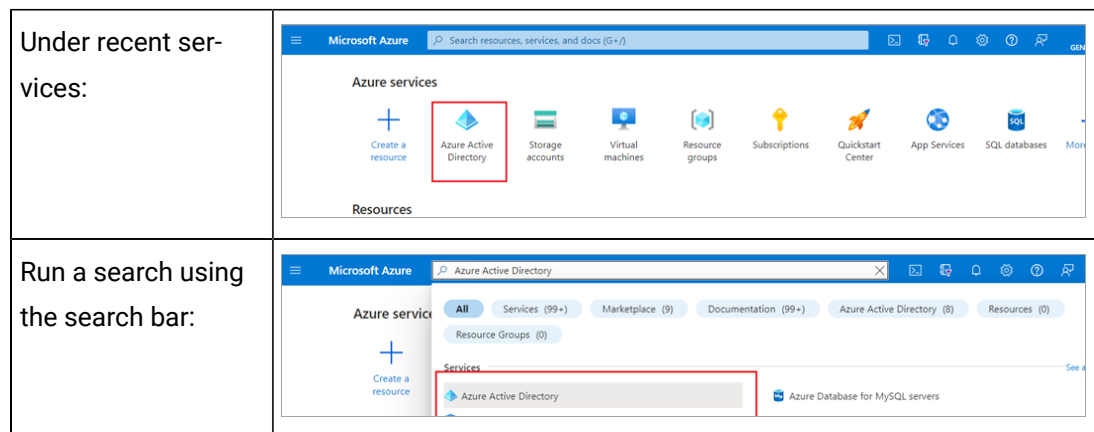 Under recent ser-
vices:
Microsoft Azure
Search resources, services, and docs (G+/)
Azure services
Create a
resource
Azure Active
Directory
Storage
accounts
Virtual
machines
Resource
groups
Subscriptions
Quickstart
Center
App Services
SQL
SQL databases
Resources
Run a search using
the search bar:
Microsoft Azure
Azure Active Directory
All
Services (99+)
Marketplace (9)
Documentation (99+)
Azure Active Directory (8)
Resources (0)
Resource Groups (0)
Azure service
Create a
resource
Services
See a
Azure Active Directory
Azure Database for MySQL servers